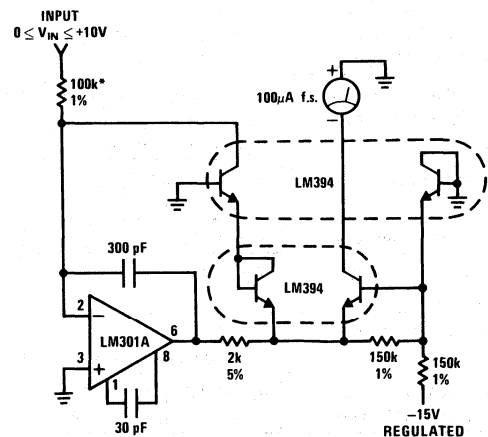 INPUT
0 ≤ VIN ≤ +10V
100k*
1%
+
100μA f.s.
−
LM394
300 pF
LM394
2
−
LM301A
6
3
+
1
8
30 pF
2k
5%
150k
1%
150k
1%
−15V
REGULATED